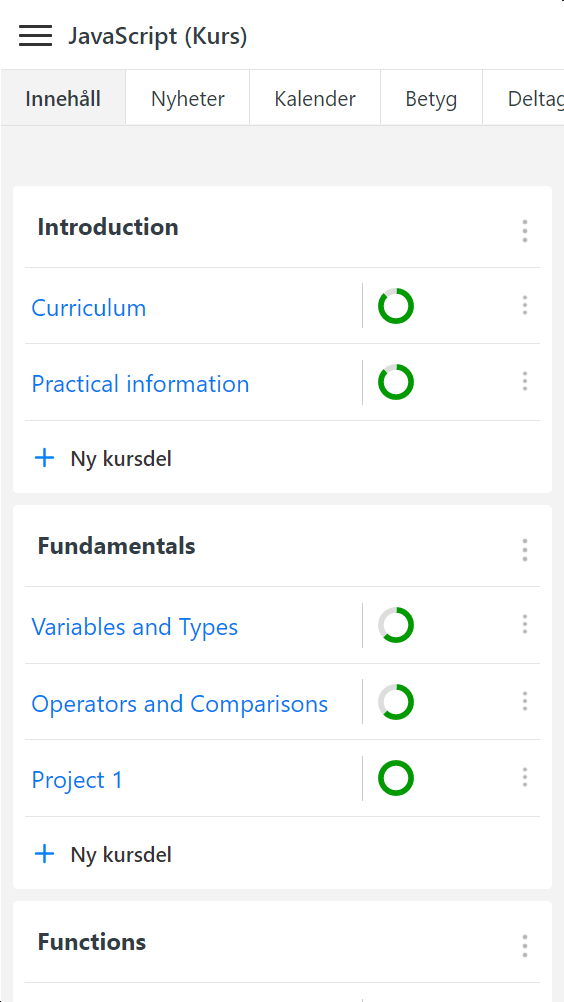 JavaScript (Kurs)
Innehåll Nyheter Kalender Betyg Deltag
Introduction
Curriculum
Practical information
Ny kursdel
Fundamentals
Variables and Types
Operators and Comparisons
Project 1
Ny kursdel
Functions